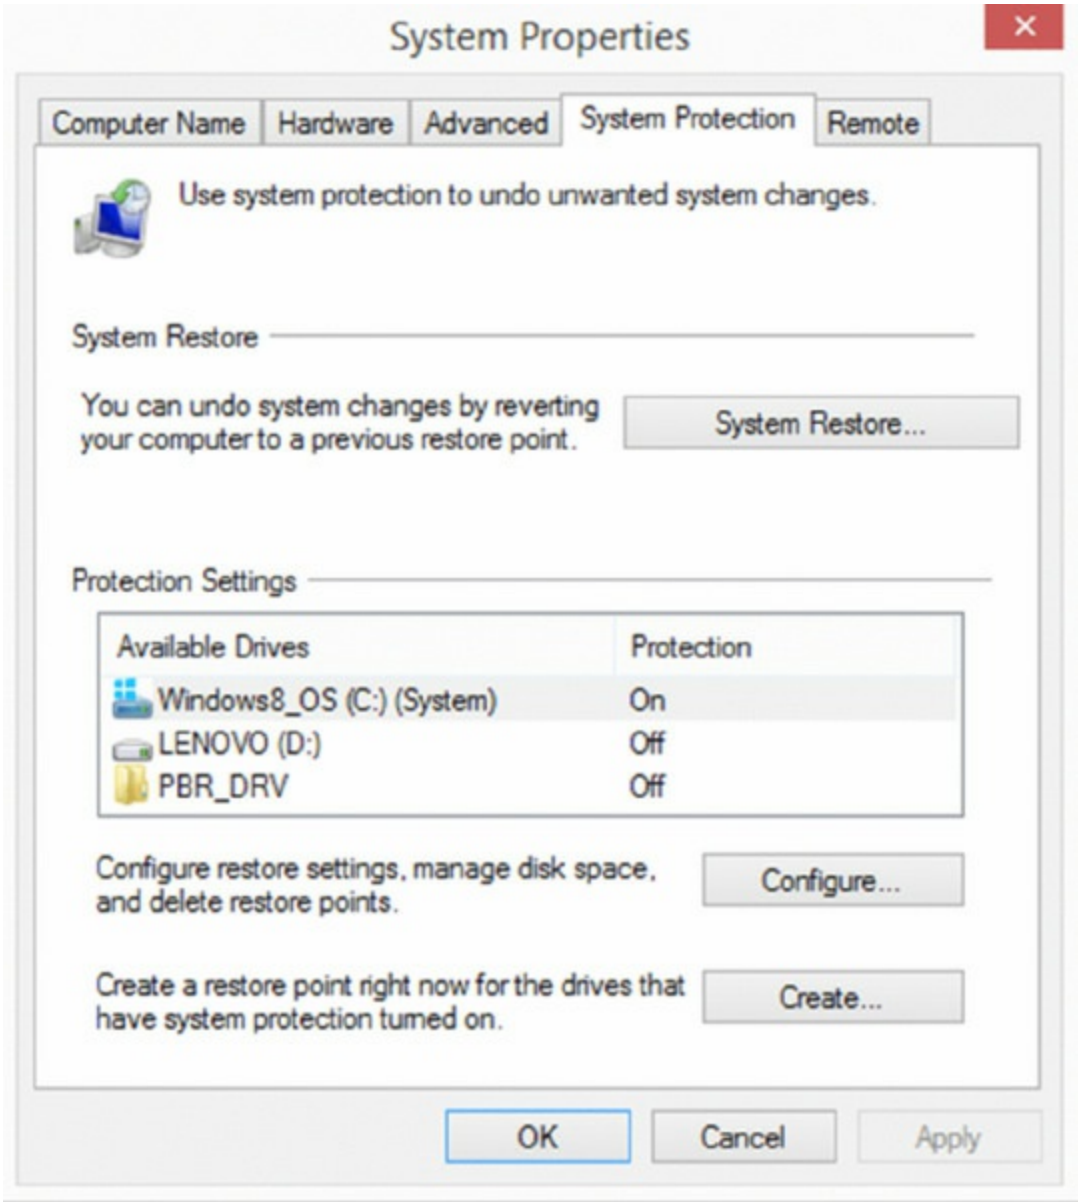 System Properties
Computer Name Hardware Advanced System Protection Remote
Use system protection to undo unwanted system changes.
System Restore
You can undo system changes by reverting
your computer to a previous restore point.
System Restore...
Protection Settings
Available Drives Protection
Windows8_OS (C:) (System) On
LENOVO (D:) Off
PBR_DRV Off
Configure restore settings, manage disk space,
and delete restore points.
Configure...
Create a restore point right now for the drives that
have system protection turned on.
Create...
OK Cancel Apply